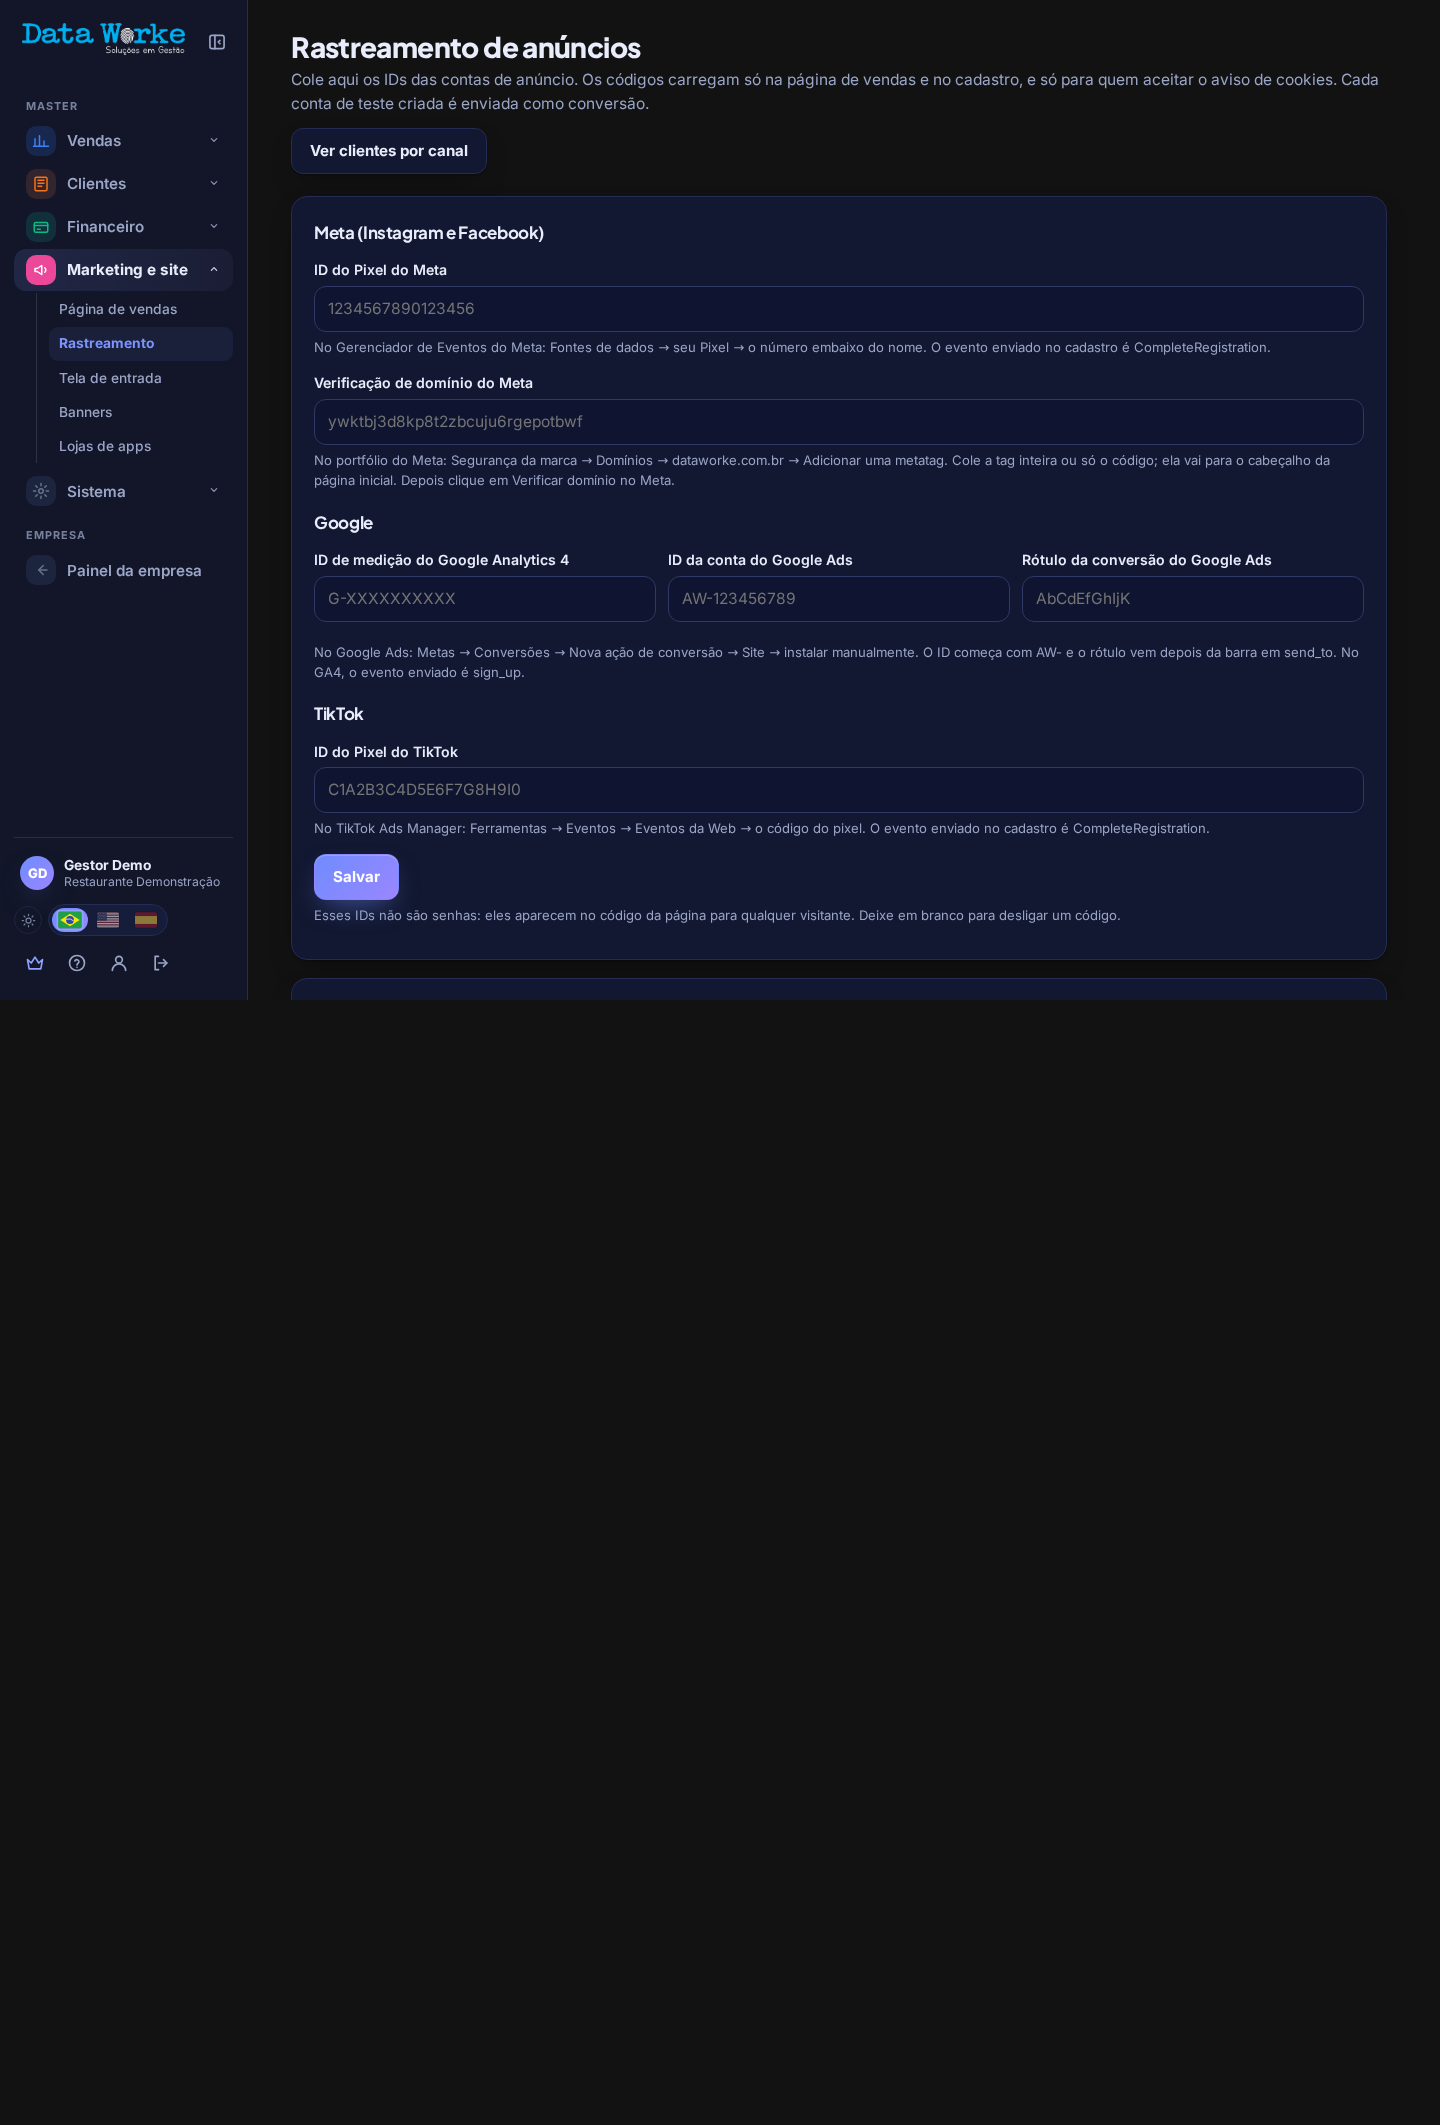 Data Worke
Soluções em Gestão
MASTER
Vendas
Clientes
Financeiro
Marketing e site
Página de vendas
Rastreamento
Tela de entrada
Banners
Lojas de apps
Sistema
EMPRESA
Painel da empresa
GD
Gestor Demo
Restaurante Demonstração
Rastreamento de anúncios
Cole aqui os IDs das contas de anúncio. Os códigos carregam só na página de vendas e no cadastro, e só para quem aceitar o aviso de cookies. Cada
conta de teste criada é enviada como conversão.
Ver clientes por canal
Meta (Instagram e Facebook)
ID do Pixel do Meta
1234567890123456
No Gerenciador de Eventos do Meta: Fontes de dados → seu Pixel → o número embaixo do nome. O evento enviado no cadastro é CompleteRegistration.
Verificação de domínio do Meta
ywktbj3d8kp8t2zbcuju6rgepotbwf
No portfólio do Meta: Segurança da marca → Domínios → dataworke.com.br → Adicionar uma metatag. Cole a tag inteira ou só o código; ela vai para o cabeçalho da
página inicial. Depois clique em Verificar domínio no Meta.
Google
ID de medição do Google Analytics 4
ID da conta do Google Ads
Rótulo da conversão do Google Ads
G-XXXXXXXXXX
AW-123456789
AbCdEfGhIjK
No Google Ads: Metas → Conversões → Nova ação de conversão → Site → instalar manualmente. O ID começa com AW- e o rótulo vem depois da barra em send_to. No
GA4, o evento enviado é sign_up.
TikTok
ID do Pixel do TikTok
C1A2B3C4D5E6F7G8H9I0
No TikTok Ads Manager: Ferramentas → Eventos → Eventos da Web → o código do pixel. O evento enviado no cadastro é CompleteRegistration.
Salvar
Esses IDs não são senhas: eles aparecem no código da página para qualquer visitante. Deixe em branco para desligar um código.